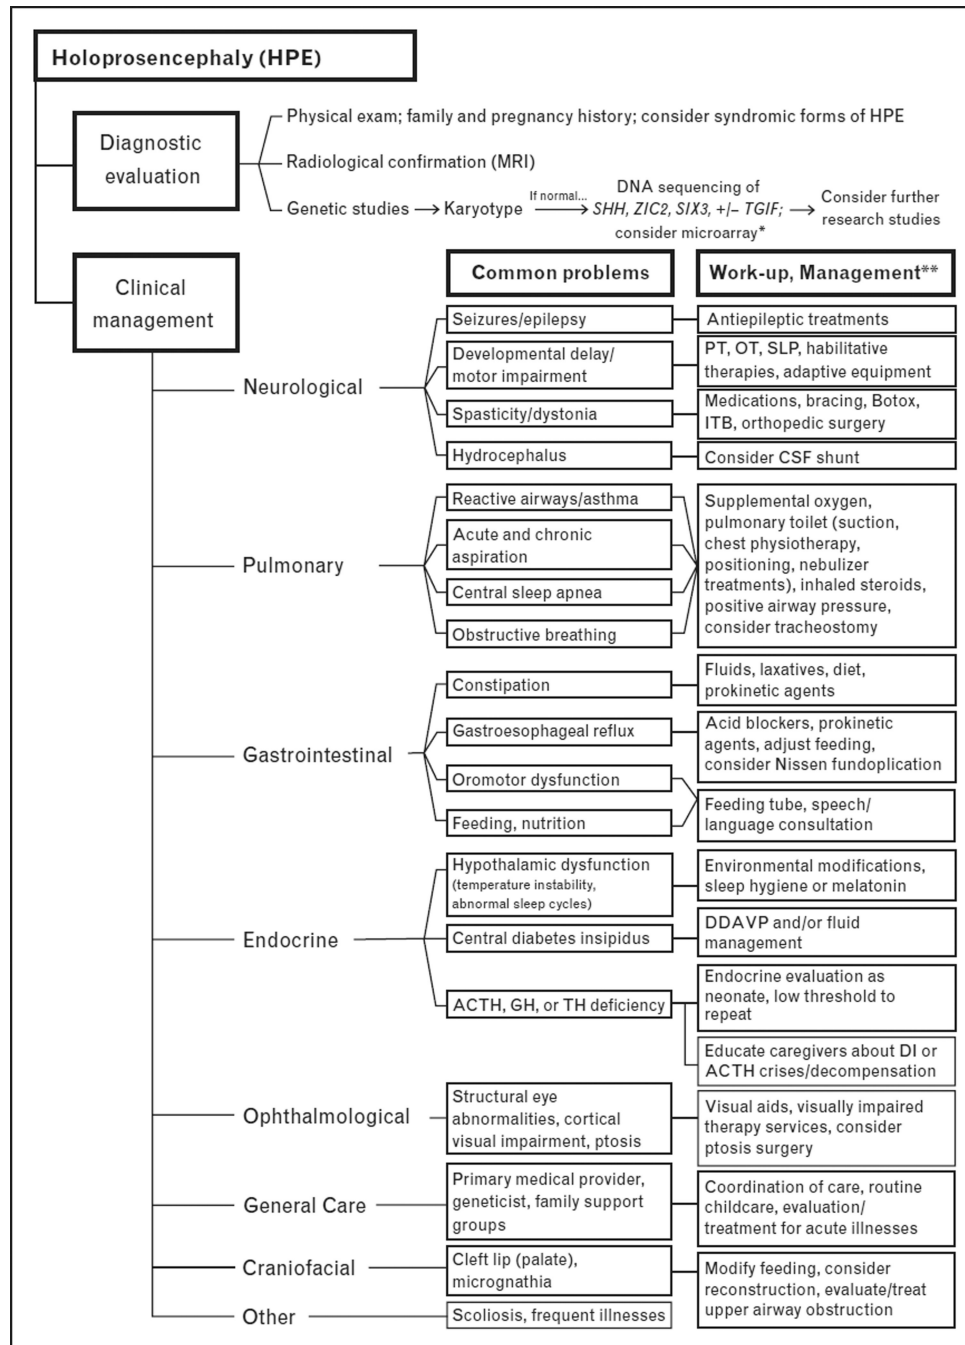 Holoprosencephaly (HPE)
Diagnostic
evaluation
Physical exam; family and pregnancy history; consider syndromic forms of HPE
Radiological confirmation (MRI)
Genetic studies → Karyotype If normal... → DNA sequencing of
SHH, ZIC2, SIX3, +/– TGIF;
consider microarray* → Consider further
research studies
Clinical
management
Common problems
Work-up, Management**
Neurological
Seizures/epilepsy
Antiepileptic treatments
Developmental delay/
motor impairment
PT, OT, SLP, habilitative
therapies, adaptive equipment
Spasticity/dystonia
Medications, bracing, Botox,
ITB, orthopedic surgery
Hydrocephalus
Consider CSF shunt
Pulmonary
Reactive airways/asthma
Acute and chronic
aspiration
Central sleep apnea
Obstructive breathing
Supplemental oxygen,
pulmonary toilet (suction,
chest physiotherapy,
positioning, nebulizer
treatments), inhaled steroids,
positive airway pressure,
consider tracheostomy
Gastrointestinal
Constipation
Fluids, laxatives, diet,
prokinetic agents
Gastroesophageal reflux
Acid blockers, prokinetic
agents, adjust feeding,
consider Nissen fundoplication
Oromotor dysfunction
Feeding, nutrition
Feeding tube, speech/
language consultation
Endocrine
Hypothalamic dysfunction
(temperature instability,
abnormal sleep cycles)
Environmental modifications,
sleep hygiene or melatonin
Central diabetes insipidus
DDAVP and/or fluid
management
ACTH, GH, or TH deficiency
Endocrine evaluation as
neonate, low threshold to
repeat
Educate caregivers about DI or
ACTH crises/decompensation
Ophthalmological
Structural eye
abnormalities, cortical
visual impairment, ptosis
Visual aids, visually impaired
therapy services, consider
ptosis surgery
General Care
Primary medical provider,
geneticist, family support
groups
Coordination of care, routine
childcare, evaluation/
treatment for acute illnesses
Craniofacial
Cleft lip (palate),
micrognathia
Modify feeding, consider
reconstruction, evaluate/treat
upper airway obstruction
Other
Scoliosis, frequent illnesses